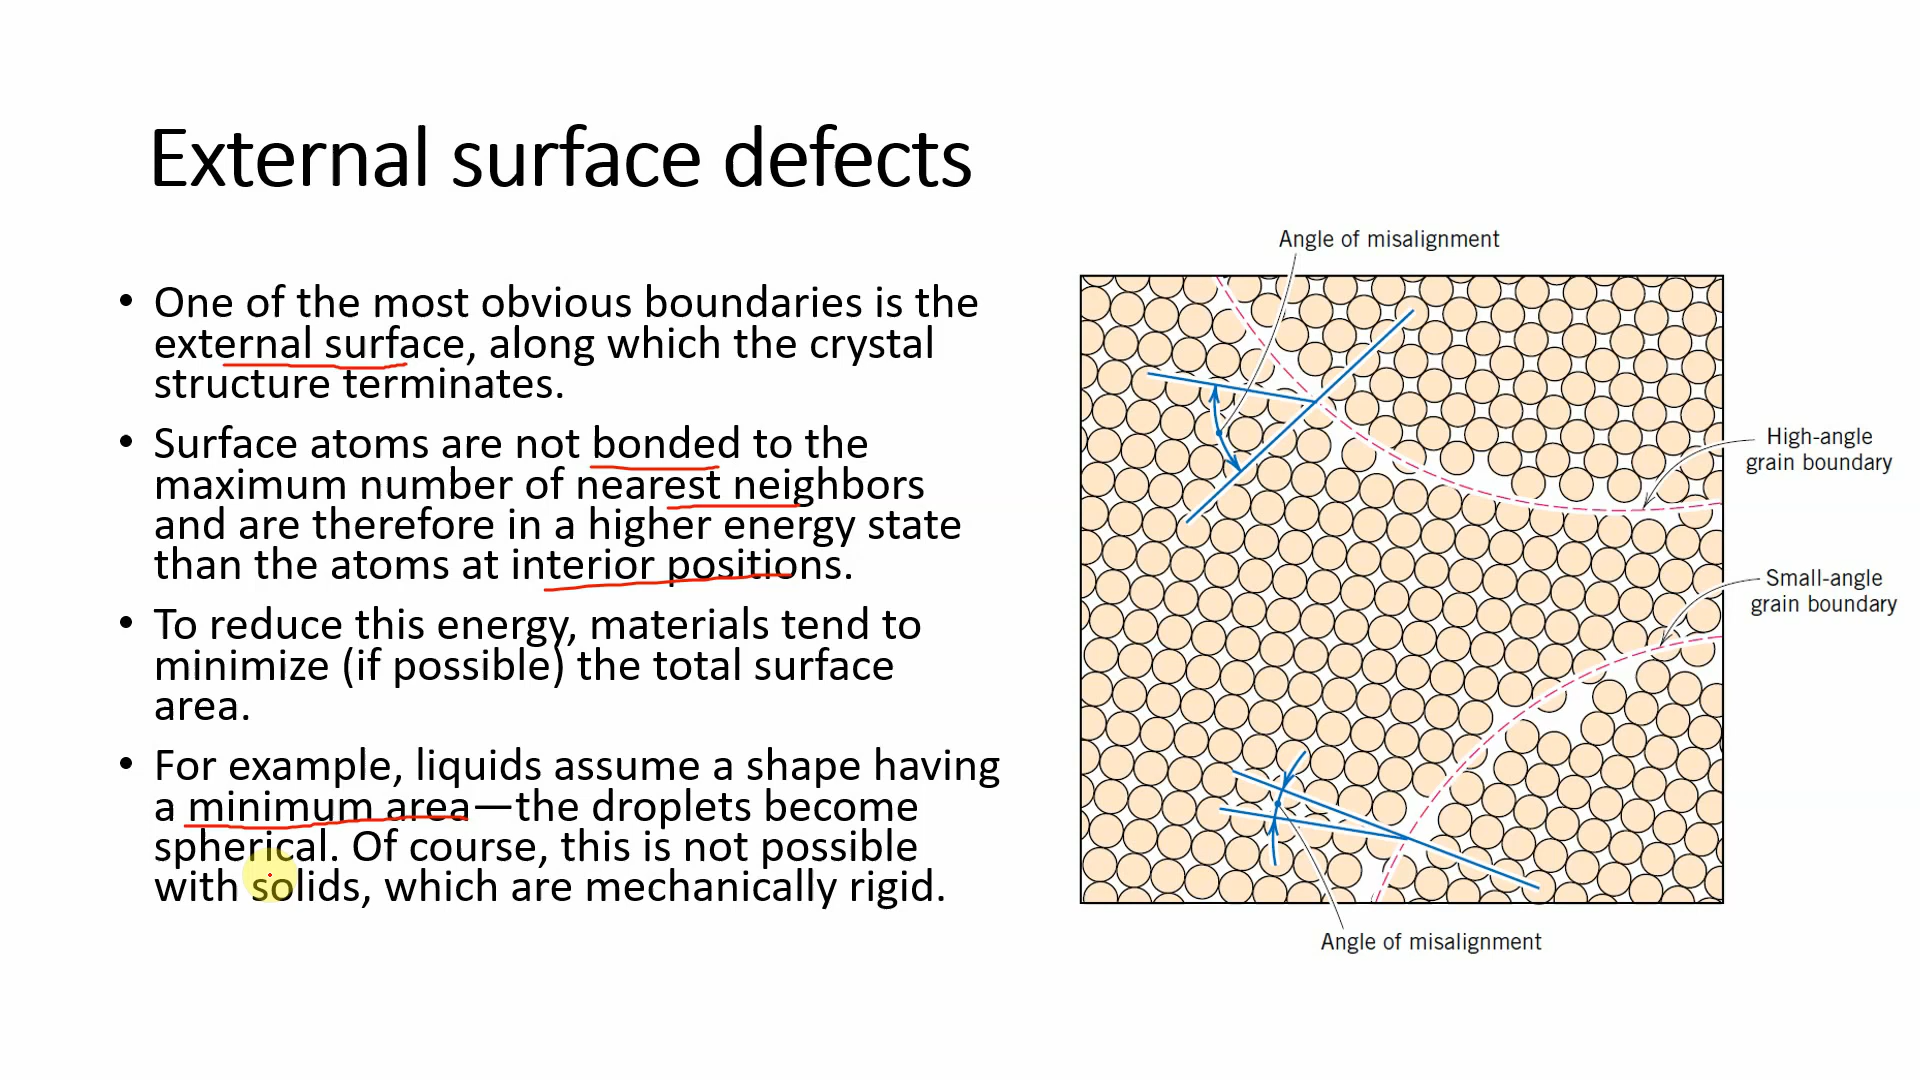 External surface defects
• One of the most obvious boundaries is the
external surface, along which the crystal
structure terminates.
• Surface atoms are not bonded to the
maximum number of nearest neighbors
and are therefore in a higher energy state
than the atoms at interior positions.
• To reduce this energy, materials tend to
minimize (if possible) the total surface
area.
• For example, liquids assume a shape having
a minimum area—the droplets become
spherical. Of course, this is not possible
with solids, which are mechanically rigid.
Angle of misalignment
High-angle
grain boundary
Small-angle
grain boundary
Angle of misalignment